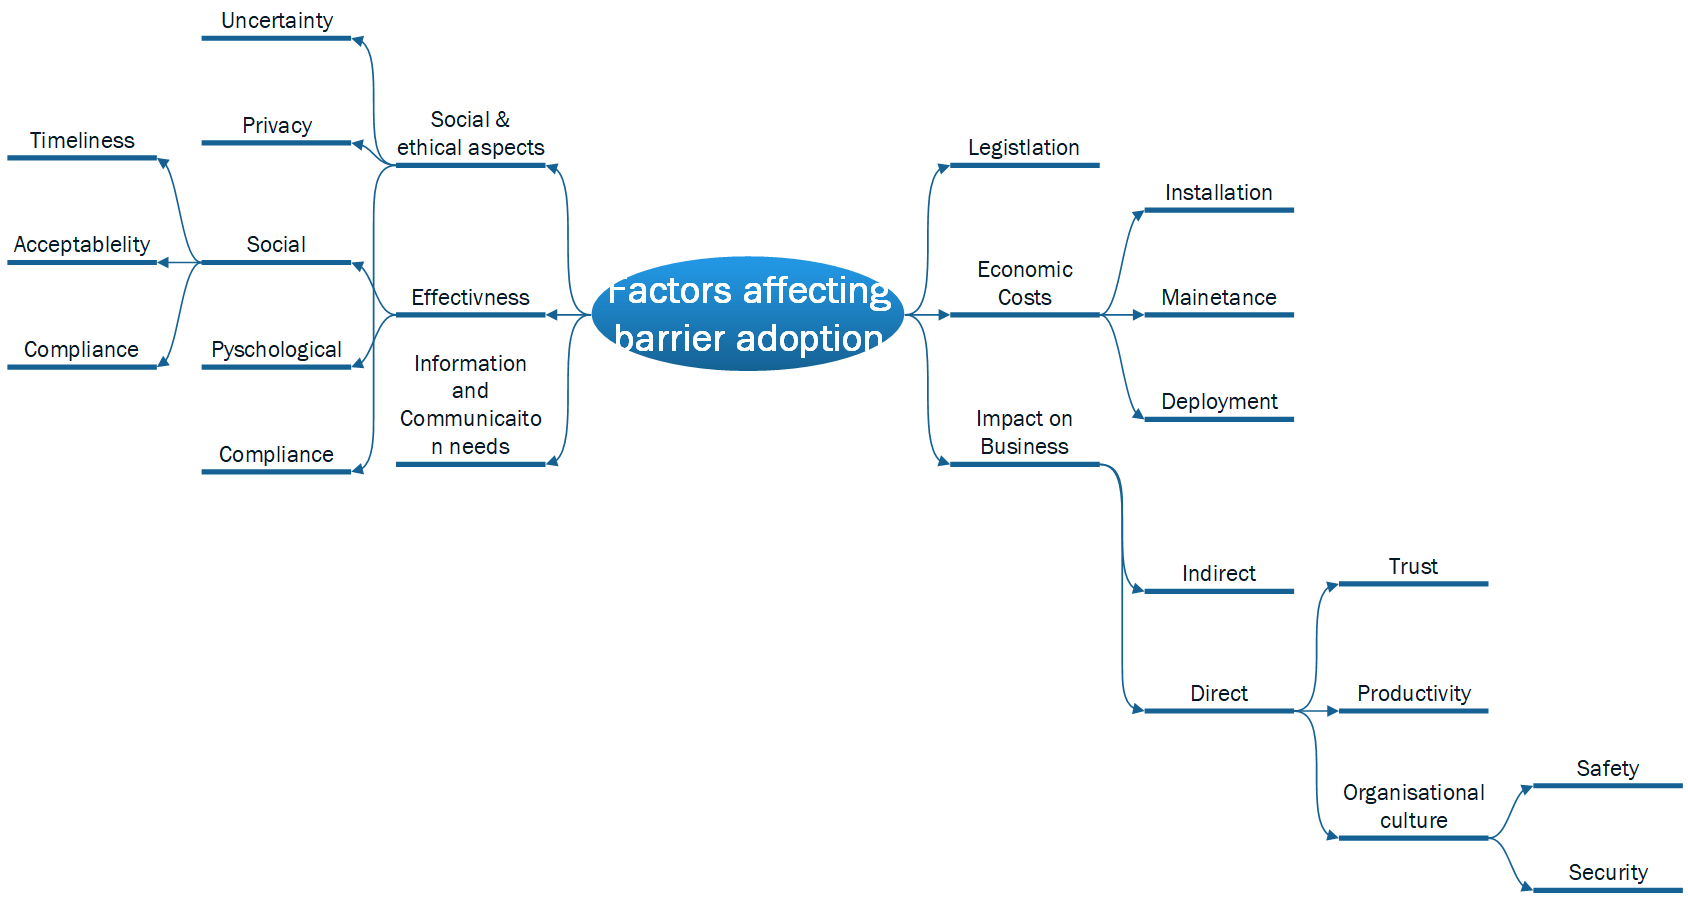 Uncertainty
Privacy
Social &
ethical aspects
Timeliness
Acceptablelity
Social
Effectivness
Compliance
Pyschological
Information
and
Communicaito
n needs
Compliance
Factors affecting
barrier adoption
Legistlation
Installation
Economic
Costs
Mainetance
Deployment
Impact on
Business
Indirect
Trust
Direct
Productivity
Organisational
culture
Safety
Security